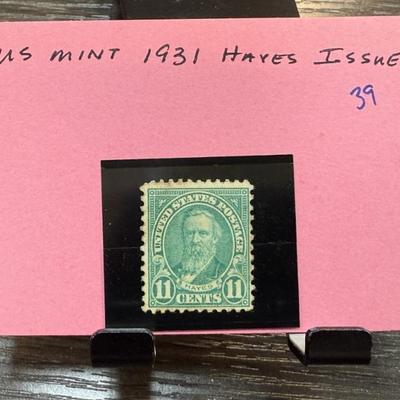 US MINT 1931 HAYES ISSUE
39
UNITED STATES POSTAGE
HAYES
11 CENTS 11